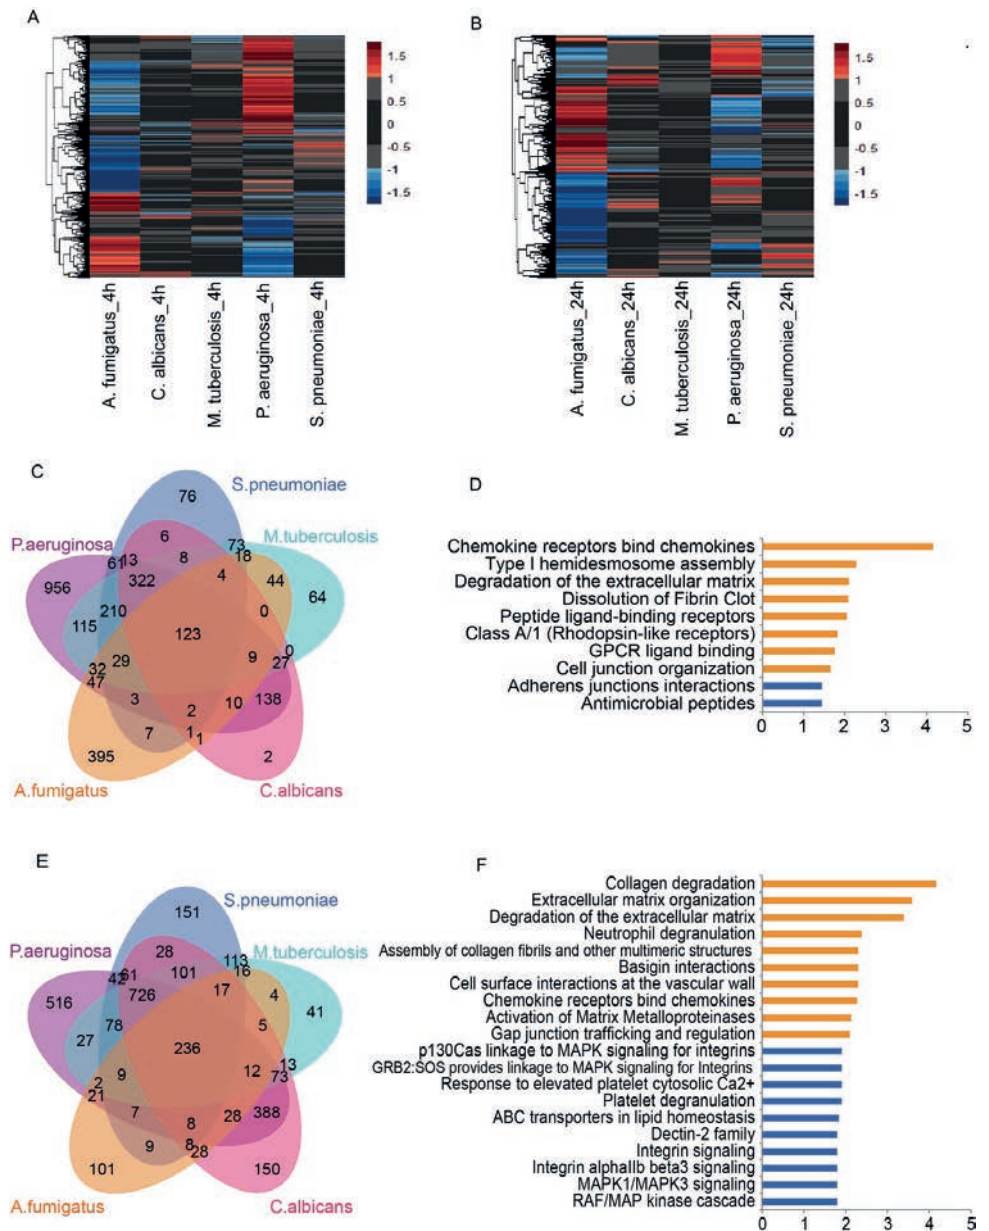 A
1.5
1
0.5
0
-0.5
-1
-1.5
A. fumigatus_4h
C. albicans_4h
M. tuberculosis_4h
P. aeruginosa_4h
S. pneumoniae_4h
B
1.5
1
0.5
0
-0.5
-1
-1.5
A. fumigatus_24h
C. albicans_24h
M. tuberculosis_24h
P. aeruginosa_24h
S. pneumoniae_24h
C
76
S.pneumoniae
6
73
M.tuberculosis
P.aeruginosa
61
13
8
18
956
322
4
44
210
0
64
115
123
29
9
0
32
27
47
3
2
10
138
7
1
1
395
2
A.fumigatus
C.albicans
D
Chemokine receptors bind chemokines
Type I hemidesmosome assembly
Degradation of the extracellular matrix
Dissolution of Fibrin Clot
Peptide ligand-binding receptors
Class A/1 (Rhodopsin-like receptors)
GPCR ligand binding
Cell junction organization
Adherens junctions interactions
Antimicrobial peptides
0 1 2 3 4 5
E
151
S.pneumoniae
28
113
M.tuberculosis
P.aeruginosa
42
61
101
16
516
726
17
4
78
5
41
27
236
9
12
13
2
73
21
7
8
28
388
9
8
28
101
150
A.fumigatus
C.albicans
F
Collagen degradation
Extracellular matrix organization
Degradation of the extracellular matrix
Neutrophil degranulation
Assembly of collagen fibrils and other multimeric structures
Basigin interactions
Cell surface interactions at the vascular wall
Chemokine receptors bind chemokines
Activation of Matrix Metalloproteinases
Gap junction trafficking and regulation
p130Cas linkage to MAPK signaling for integrins
GRB2:SOS provides linkage to MAPK signaling for Integrins
Response to elevated platelet cytosolic Ca2+
Platelet degranulation
ABC transporters in lipid homeostasis
Dectin-2 family
Integrin signaling
Integrin alphaIIb beta3 signaling
MAPK1/MAPK3 signaling
RAF/MAP kinase cascade
0 1 2 3 4 5